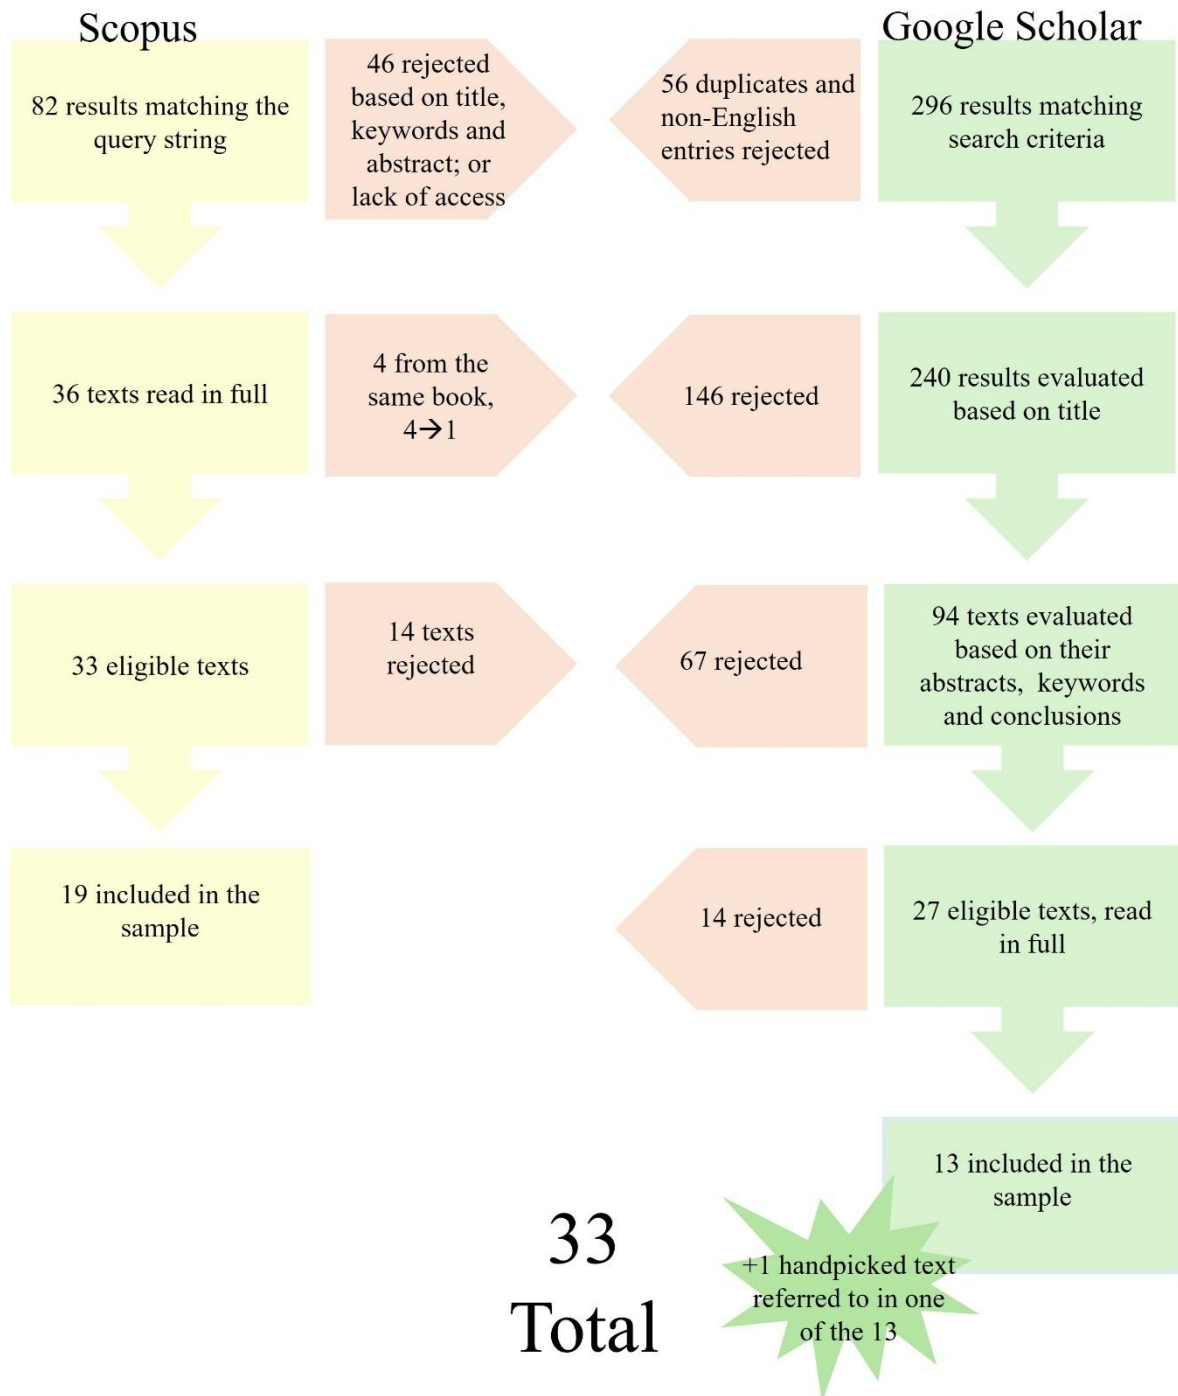 Scopus
Google Scholar
82 results matching the
query string
46 rejected
based on title,
keywords and
abstract; or
lack of access
56 duplicates and
non-English
entries rejected
296 results matching
search criteria
36 texts read in full
4 from the
same book,
4→1
146 rejected
240 results evaluated
based on title
33 eligible texts
14 texts
rejected
67 rejected
94 texts evaluated
based on their
abstracts, keywords
and conclusions
19 included in the
sample
14 rejected
27 eligible texts, read
in full
13 included in the
sample
33
Total
+1 handpicked text
referred to in one
of the 13